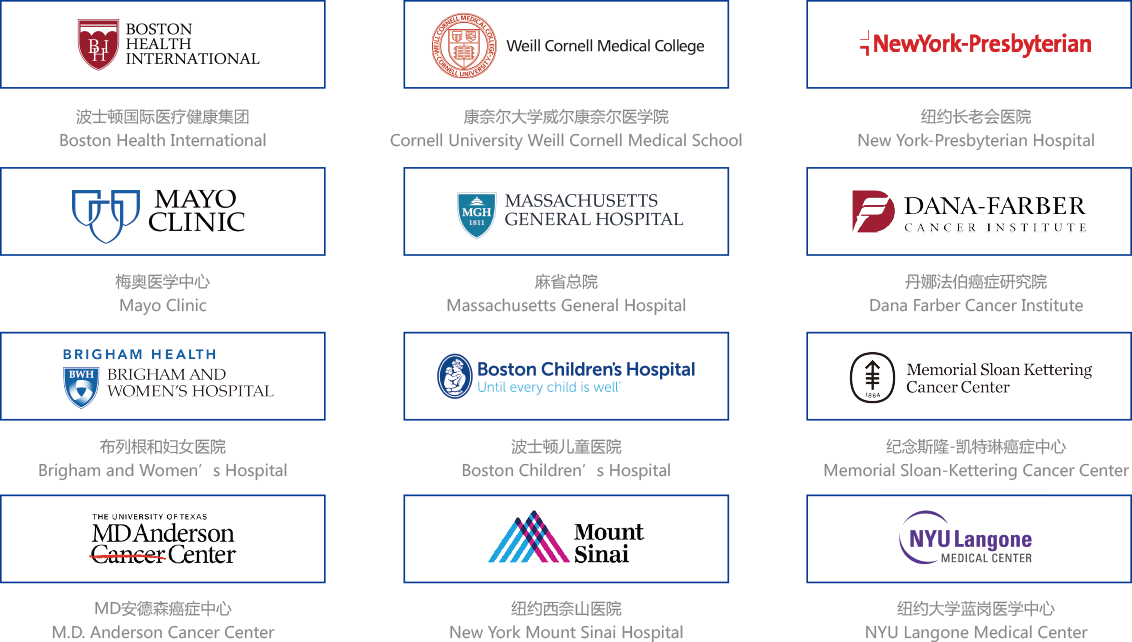 BOSTON
HEALTH
INTERNATIONAL
BHI
Weill Cornell Medical College
WEILL CORNELL MEDICAL COLLEGE
CORNELL UNIVERSITY
NewYork-Presbyterian
波士顿国际医疗健康集团
Boston Health International
康奈尔大学威尔康奈尔医学院
Cornell University Weill Cornell Medical School
纽约长老会医院
New York-Presbyterian Hospital
MAYO
CLINIC
MGH
1811
MASSACHUSETTS
GENERAL HOSPITAL
DANA-FARBER
CANCER INSTITUTE
梅奥医学中心
Mayo Clinic
麻省总院
Massachusetts General Hospital
丹娜法伯癌症研究院
Dana Farber Cancer Institute
BRIGHAM HEALTH
BWH
BRIGHAM AND
WOMEN'S HOSPITAL
Boston Children's Hospital
Until every child is well™
1884
Memorial Sloan Kettering
Cancer Center
布列根和妇女医院
Brigham and Women’s Hospital
波士顿儿童医院
Boston Children’s Hospital
纪念斯隆-凯特琳癌症中心
Memorial Sloan-Kettering Cancer Center
THE UNIVERSITY OF TEXAS
MD Anderson
Cancer Center
Mount
Sinai
NYU Langone
MEDICAL CENTER
MD安德森癌症中心
M.D. Anderson Cancer Center
纽约西奈山医院
New York Mount Sinai Hospital
纽约大学蓝岗医学中心
NYU Langone Medical Center